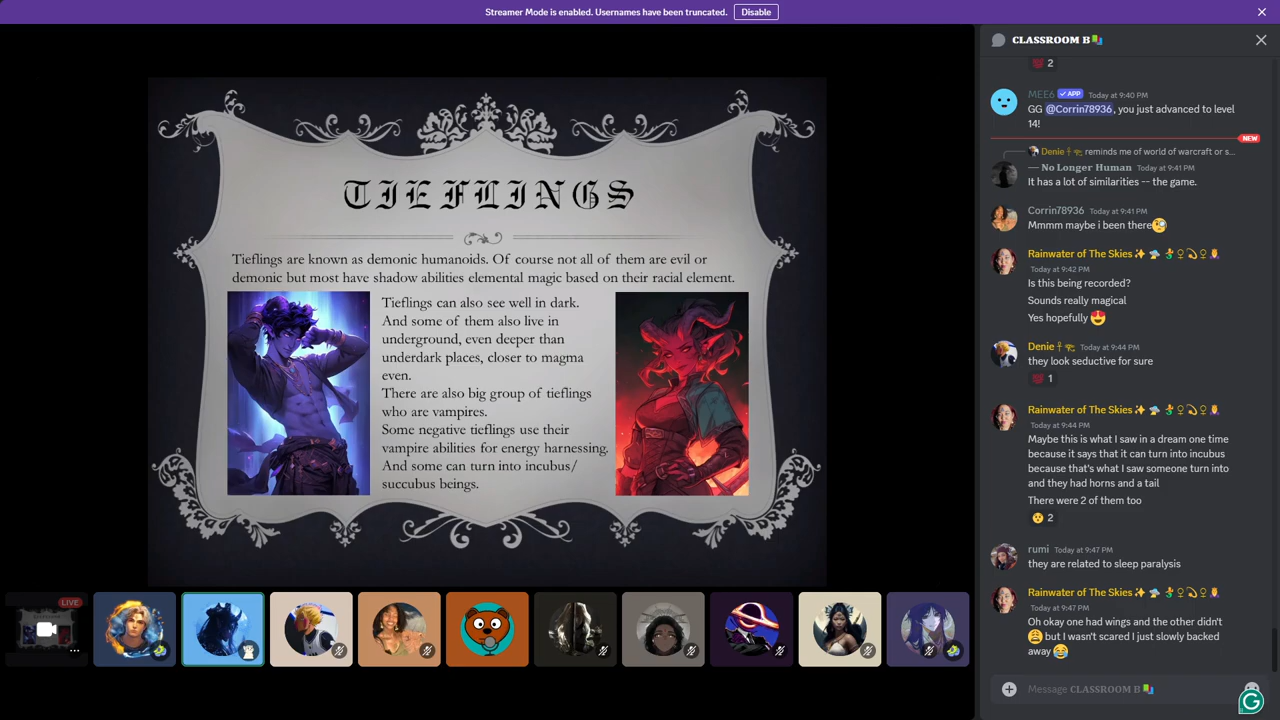 Streamer Mode is enabled. Usernames have been truncated.
Disable
TIEFLINGS
Tieflings are known as demonic humanoids. Of course not all of them are evil or
demonic but most have shadow abilities elemental magic based on their racial element.
Tieflings can also see well in dark.
And some of them also live in
underground, even deeper than
underdark places, closer to magma
even.
There are also big group of tieflings
who are vampires.
Some negative tieflings use their
vampire abilities for energy harnessing.
And some can turn into incubus/
succubus beings.
LIVE
CLASSROOM B
2
MEE6 ✓ APP Today at 9:40 PM
GG @Corrin78936, you just advanced to level
14!
NEW
Denie reminds me of world of warcraft or s...
— No Longer Human Today at 9:41 PM
It has a lot of similarities -- the game.
Corrin78936 Today at 9:41 PM
Mmmm maybe i been there🧐
Rainwater of The Skies
Today at 9:42 PM
Is this being recorded?
Sounds really magical
Yes hopefully 😍
Denie Today at 9:44 PM
they look seductive for sure
💯 1
Rainwater of The Skies
Today at 9:44 PM
Maybe this is what I saw in a dream one time
because it says that it can turn into incubus
because that's what I saw someone turn into
and they had horns and a tail
There were 2 of them too
2
rumi Today at 9:47 PM
they are related to sleep paralysis
Rainwater of The Skies
Today at 9:47 PM
Oh okay one had wings and the other didn't
😩 but I wasn't scared I just slowly backed
away 😂
Message CLASSROOM B